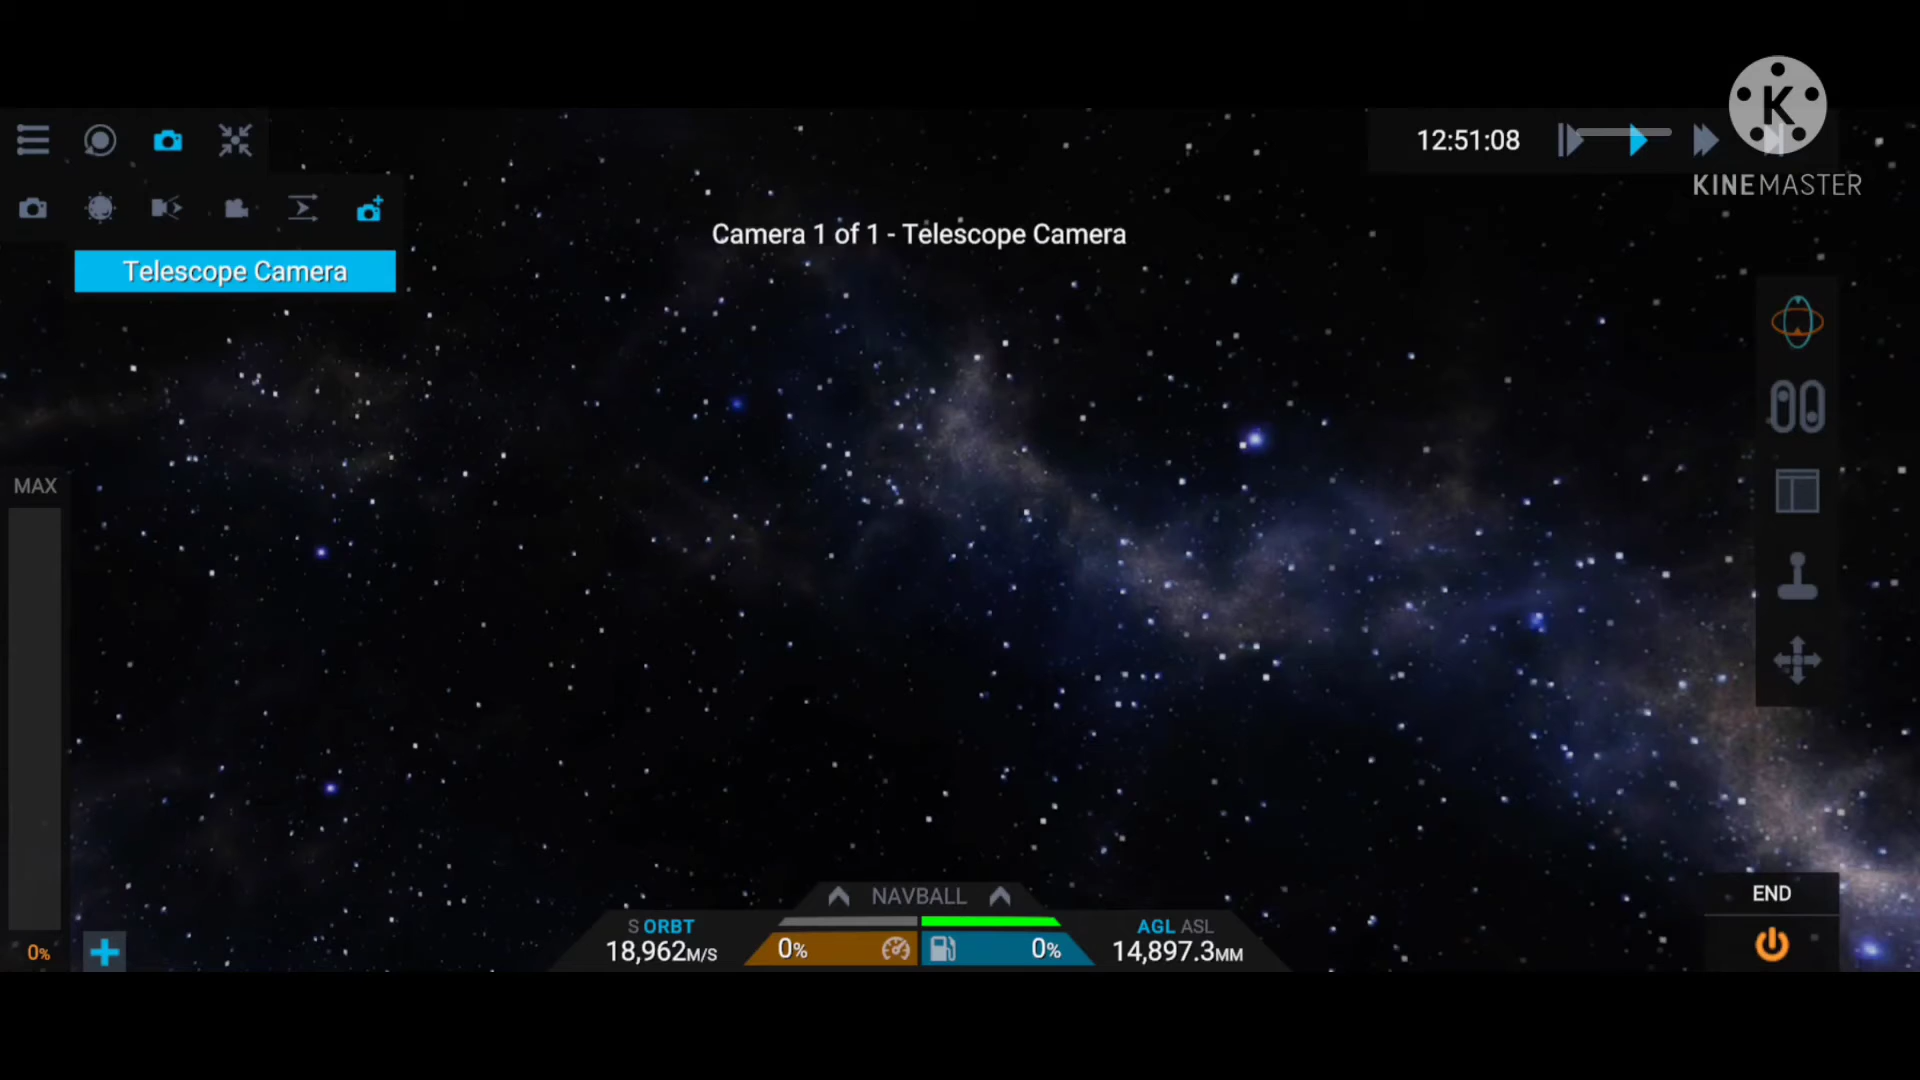 12:51:08
K
KINEMASTER
Camera 1 of 1 - Telescope Camera
Telescope Camera
MAX
0%
NAVBALL
S ORBT
18,962M/S
0%
0%
AGL ASL
14,897.3MM
END